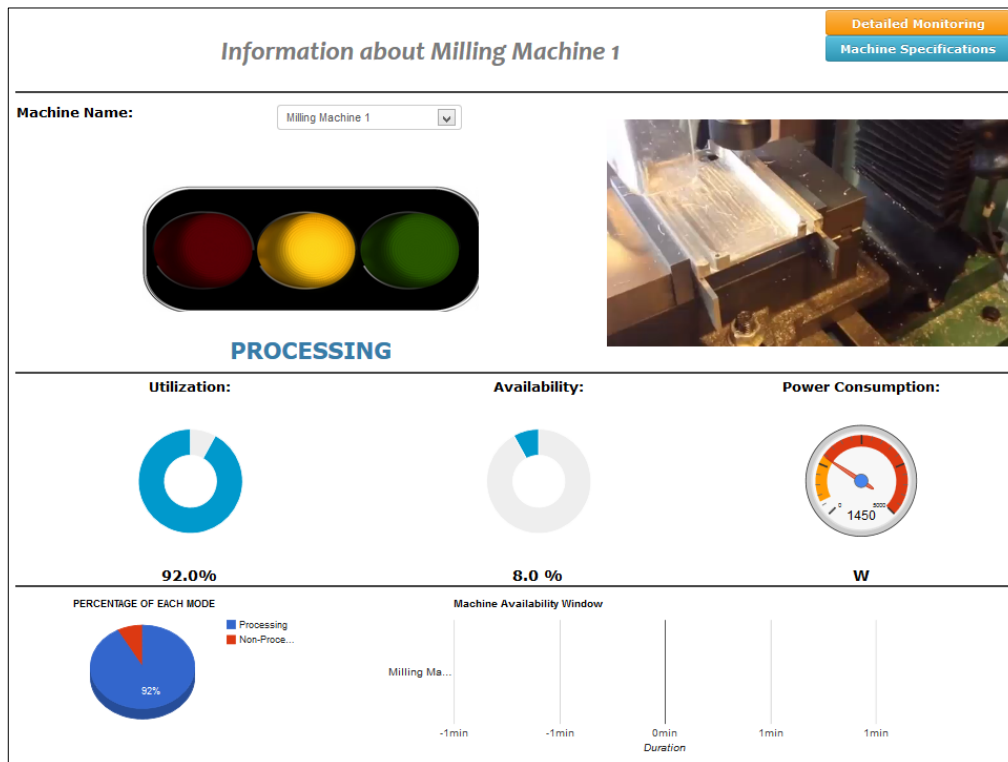 Detailed Monitoring
Information about Milling Machine 1
Machine Specifications
Machine Name:
Milling Machine 1
PROCESSING
Utilization:
Availability:
Power Consumption:
0
5000
1450
92.0%
8.0 %
W
PERCENTAGE OF EACH MODE
Machine Availability Window
Processing
Non-Proce...
92%
Milling Ma...
-1min
-1min
0min
1min
1min
Duration